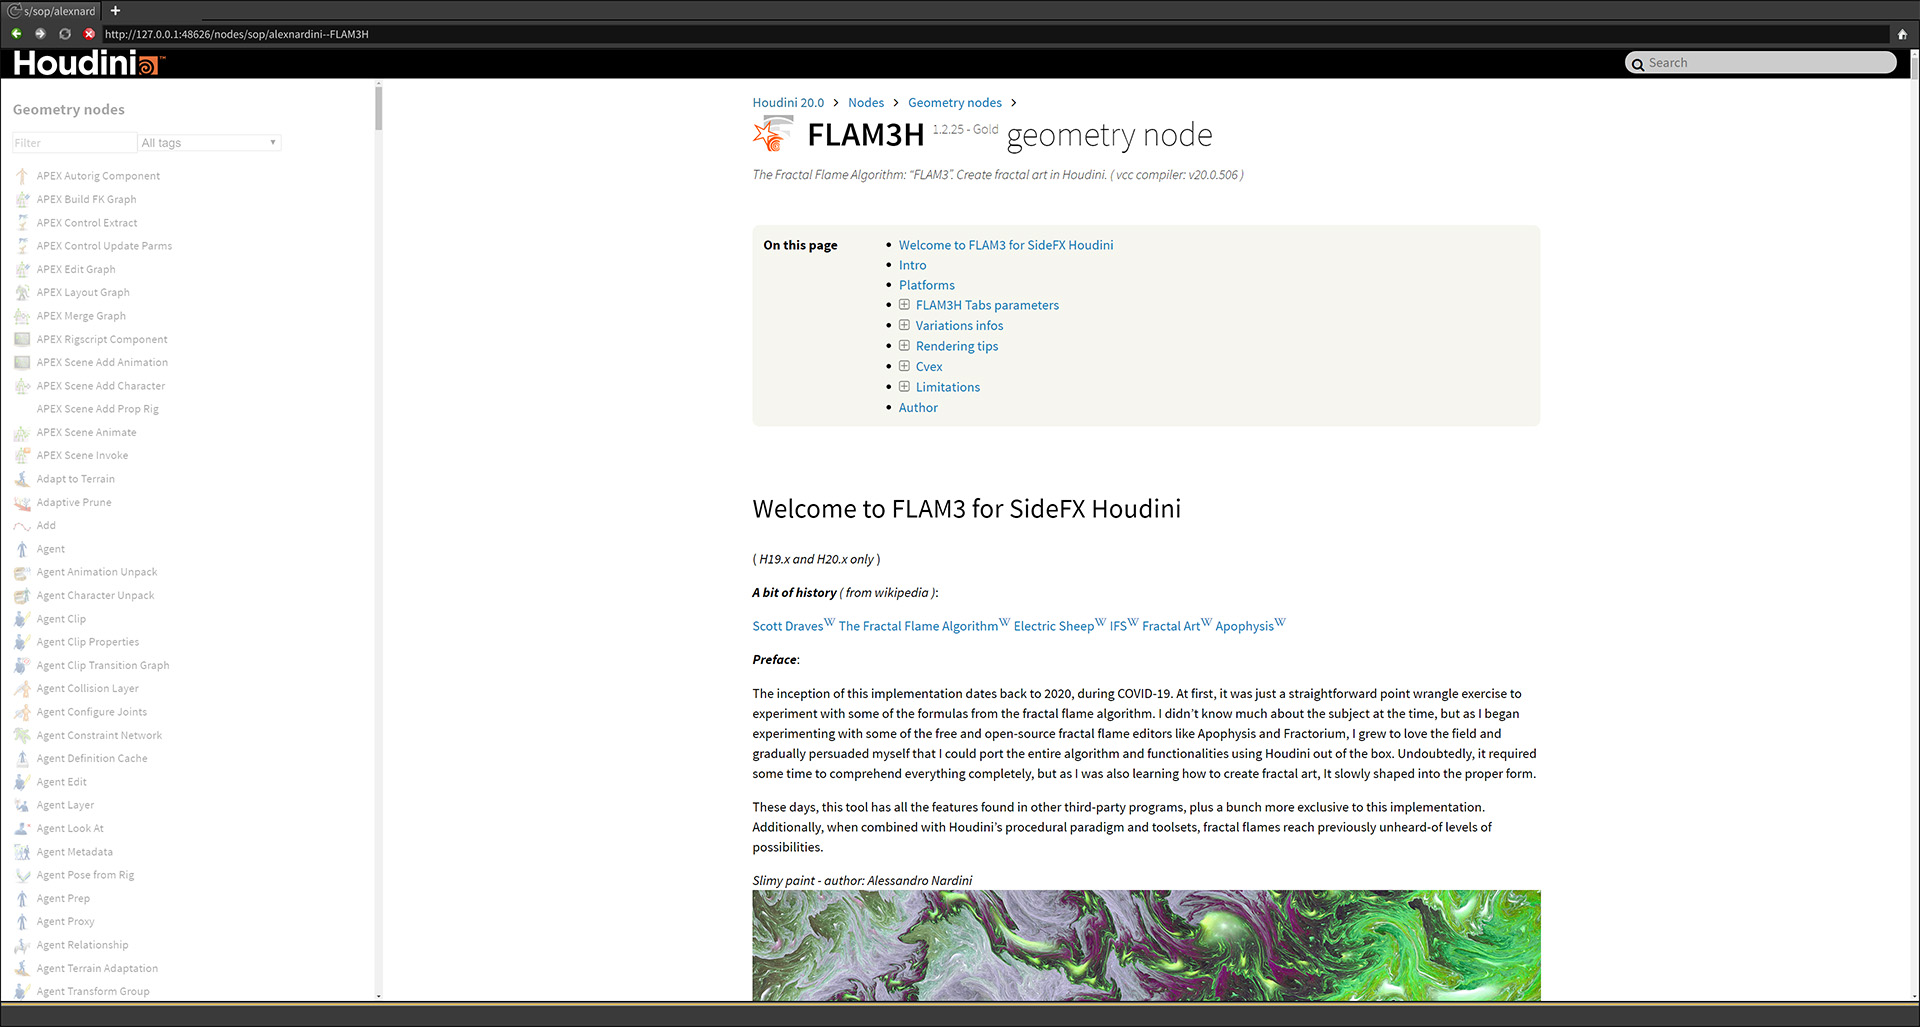 s/sop/alexnard
+
http://127.0.0.1:48626/nodes/sop/alexnardini--FLAM3H
Houdini™
Search
Geometry nodes
Filter
All tags
APEX Autorig Component
APEX Build FK Graph
APEX Control Extract
APEX Control Update Parms
APEX Edit Graph
APEX Layout Graph
APEX Merge Graph
APEX Rigscript Component
APEX Scene Add Animation
APEX Scene Add Character
APEX Scene Add Prop Rig
APEX Scene Animate
APEX Scene Invoke
Adapt to Terrain
Adaptive Prune
Add
Agent
Agent Animation Unpack
Agent Character Unpack
Agent Clip
Agent Clip Properties
Agent Clip Transition Graph
Agent Collision Layer
Agent Configure Joints
Agent Constraint Network
Agent Definition Cache
Agent Edit
Agent Layer
Agent Look At
Agent Metadata
Agent Pose from Rig
Agent Prep
Agent Proxy
Agent Relationship
Agent Terrain Adaptation
Agent Transform Group
Houdini 20.0 > Nodes > Geometry nodes >
FLAM3H 1.2.25 - Gold geometry node
The Fractal Flame Algorithm: “FLAM3”. Create fractal art in Houdini. ( vcc compiler: v20.0.506 )
On this page
• Welcome to FLAM3 for SideFX Houdini
• Intro
• Platforms
• FLAM3H Tabs parameters
• Variations infos
• Rendering tips
• Cvex
• Limitations
• Author
Welcome to FLAM3 for SideFX Houdini
( H19.x and H20.x only )
A bit of history ( from wikipedia ):
Scott DravesW The Fractal Flame AlgorithmW Electric SheepW IFSW Fractal ArtW ApophysisW
Preface:
The inception of this implementation dates back to 2020, during COVID-19. At first, it was just a straightforward point wrangle exercise to
experiment with some of the formulas from the fractal flame algorithm. I didn’t know much about the subject at the time, but as I began
experimenting with some of the free and open-source fractal flame editors like Apophysis and Fractorium, I grew to love the field and
gradually persuaded myself that I could port the entire algorithm and functionalities using Houdini out of the box. Undoubtedly, it required
some time to comprehend everything completely, but as I was also learning how to create fractal art, It slowly shaped into the proper form.
These days, this tool has all the features found in other third-party programs, plus a bunch more exclusive to this implementation.
Additionally, when combined with Houdini’s procedural paradigm and toolsets, fractal flames reach previously unheard-of levels of
possibilities.
Slimy paint - author: Alessandro Nardini